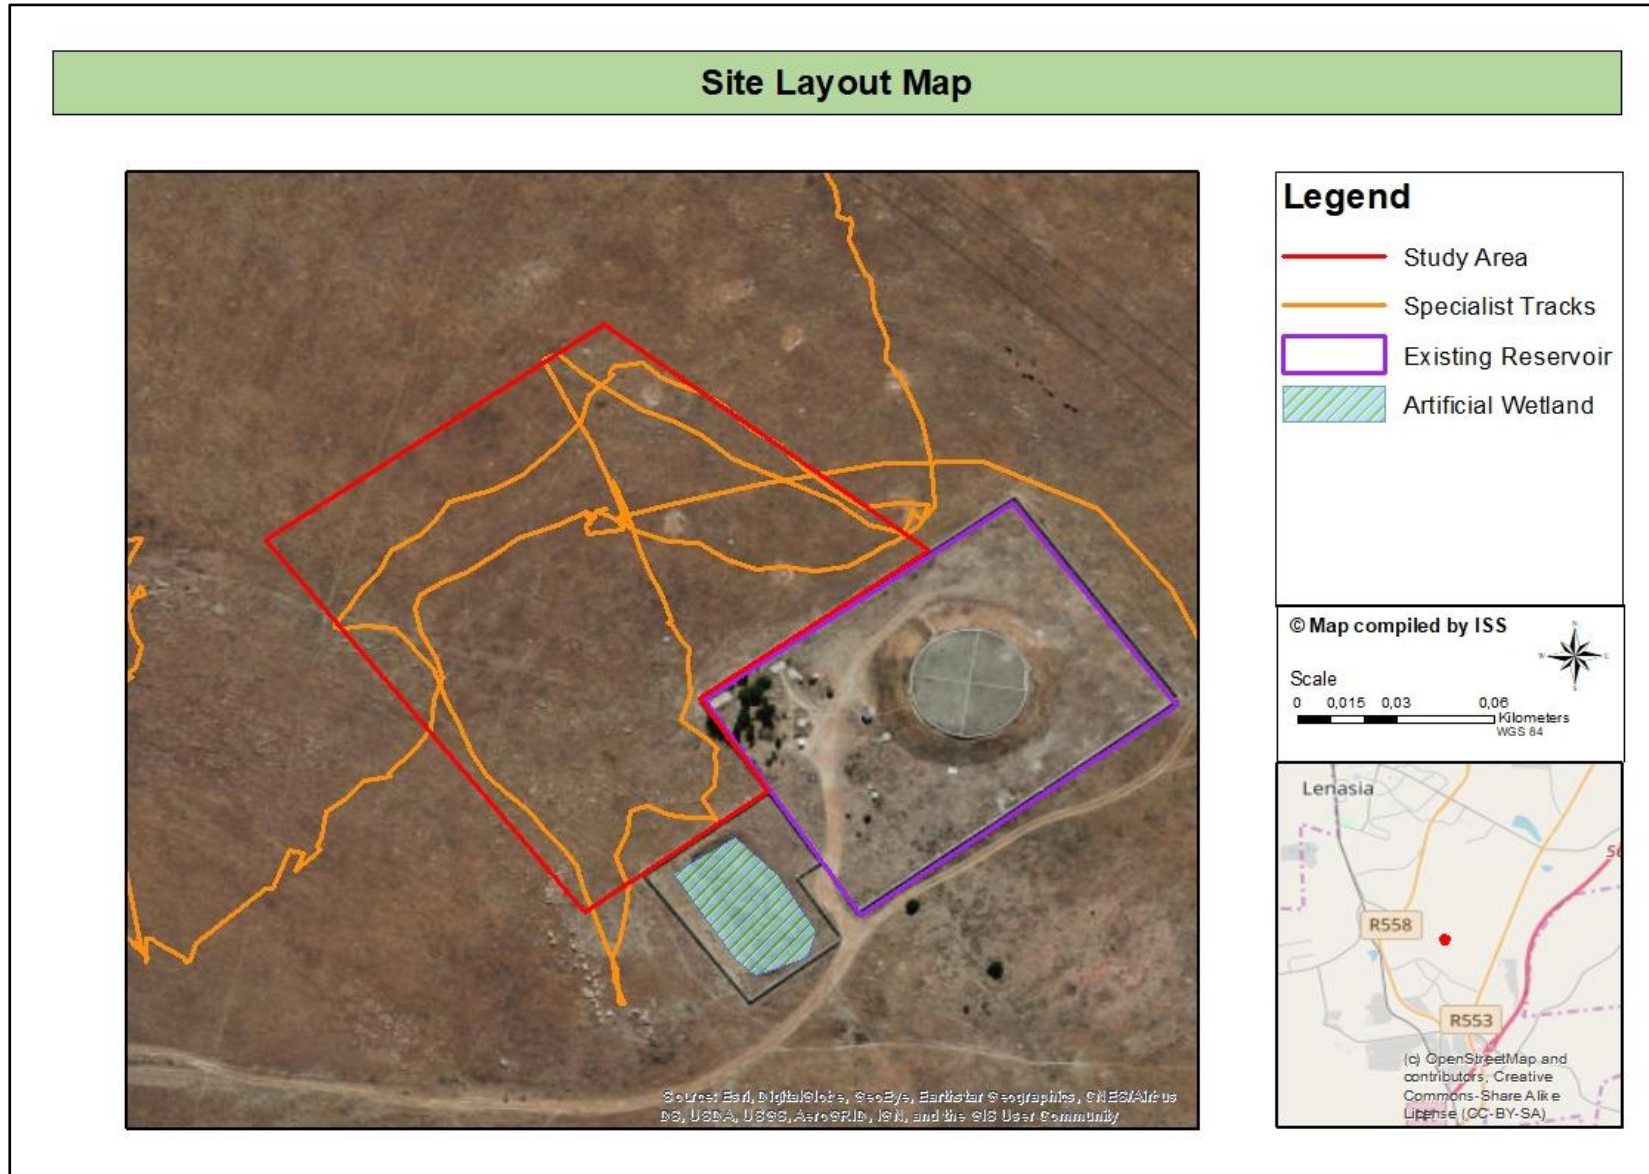 Site Layout Map
Legend
Study Area
Specialist Tracks
Existing Reservoir
Artificial Wetland
© Map compiled by ISS
N
W
E
S
Scale
0 0,015 0,03 0,06
Kilometers
WGS 84
Source: Esri, DigitalGlobe, GeoEye, Earthstar Geographics, CNES/Airbus
DS, USDA, USGS, AeroGRID, IGN, and the GIS User Community
Lenasia
R558
R553
(c) OpenStreetMap and
contributors, Creative
Commons-Share Alike
License (CC-BY-SA)